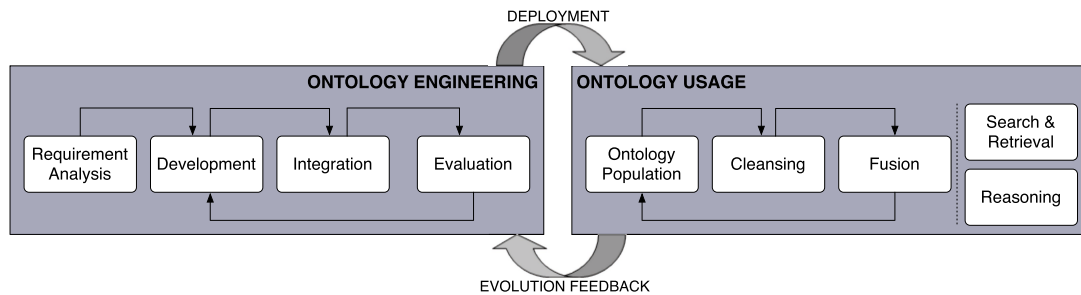 DEPLOYMENT
ONTOLOGY ENGINEERING
Requirement
Analysis
Development
Integration
Evaluation
ONTOLOGY USAGE
Ontology
Population
Cleansing
Fusion
Search &
Retrieval
Reasoning
EVOLUTION FEEDBACK